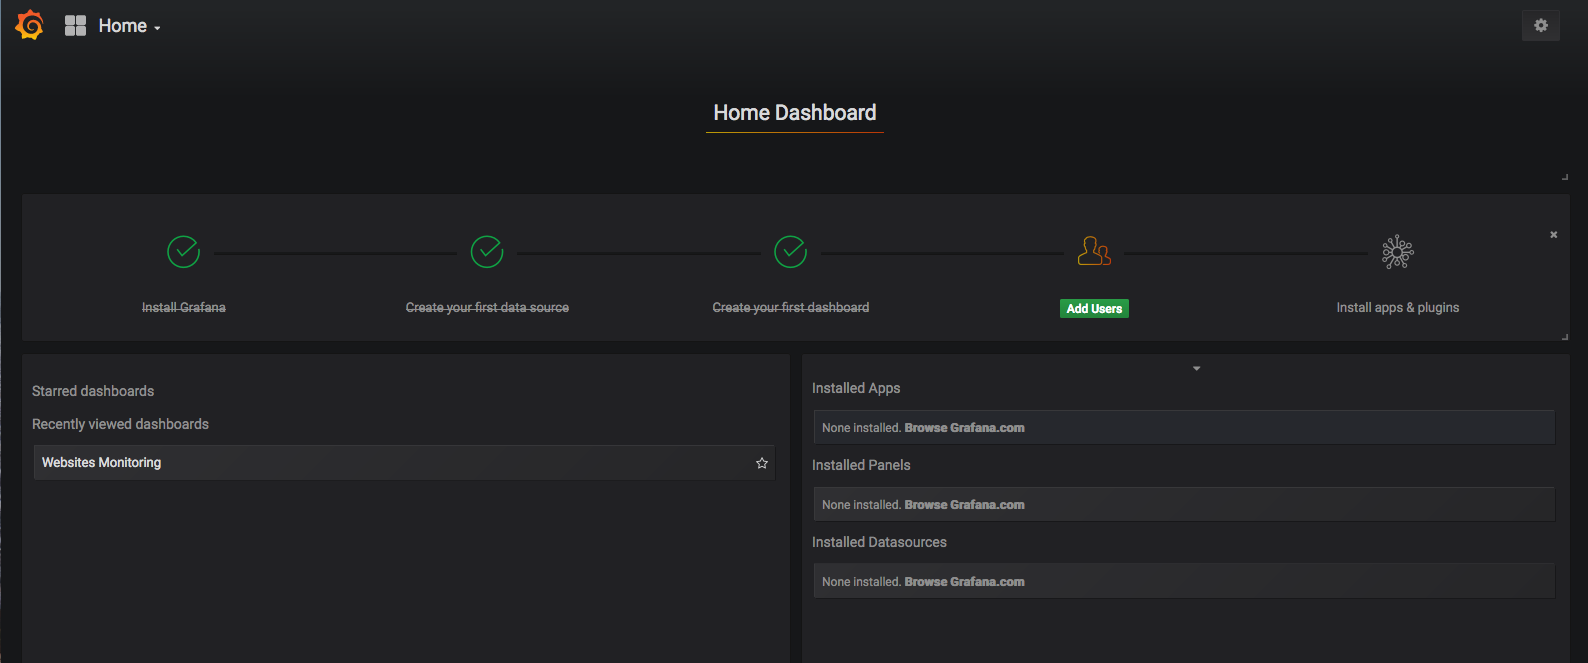 Home
Home Dashboard
Install Grafana
Create your first data source
Create your first dashboard
Add Users
Install apps & plugins
Starred dashboards
Recently viewed dashboards
Websites Monitoring
Installed Apps
None installed. Browse Grafana.com
Installed Panels
None installed. Browse Grafana.com
Installed Datasources
None installed. Browse Grafana.com